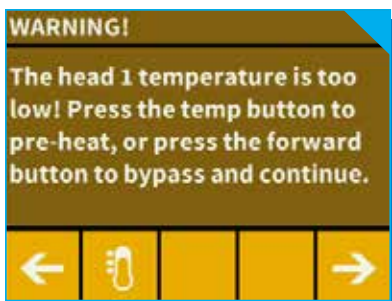 WARNING!
The head 1 temperature is too
low! Press the temp button to
pre-heat, or press the forward
button to bypass and continue.